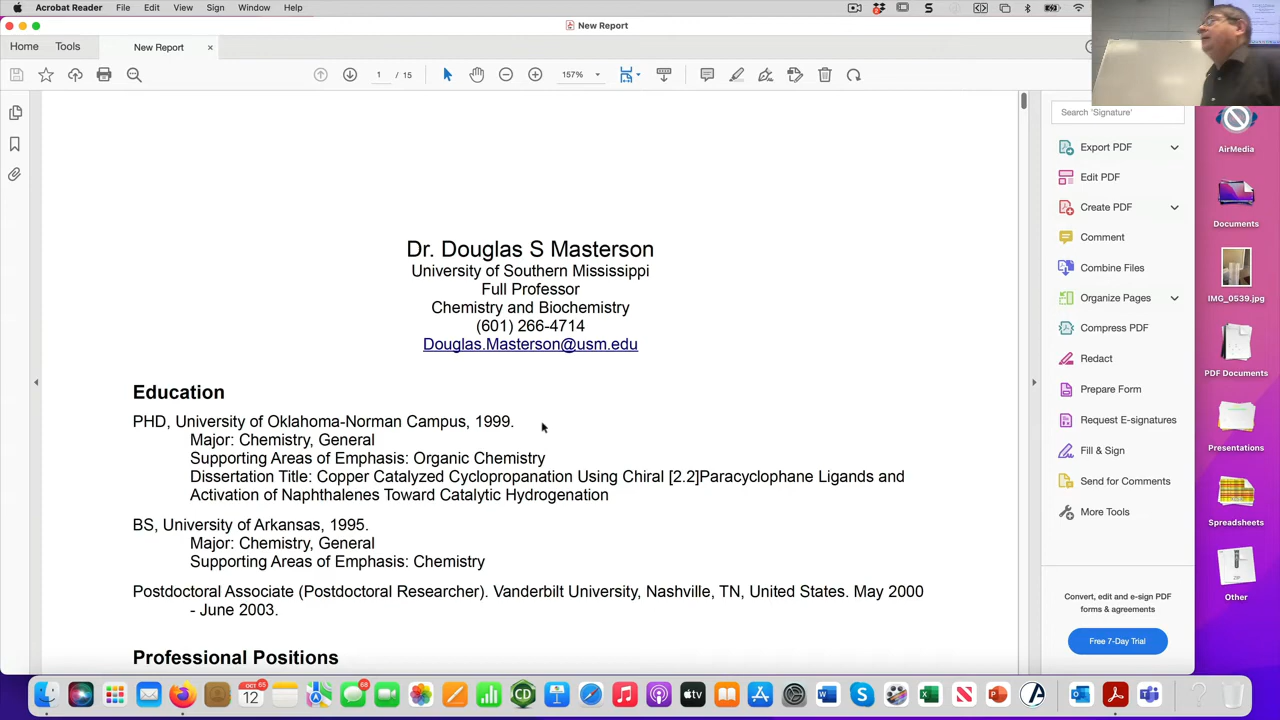 Acrobat Reader File Edit View Sign Window Help
New Report
Home Tools New Report ×
1 / 15 157%
Dr. Douglas S Masterson
University of Southern Mississippi
Full Professor
Chemistry and Biochemistry
(601) 266-4714
Douglas.Masterson@usm.edu
Education
PHD, University of Oklahoma-Norman Campus, 1999.
Major: Chemistry, General
Supporting Areas of Emphasis: Organic Chemistry
Dissertation Title: Copper Catalyzed Cyclopropanation Using Chiral [2.2]Paracyclophane Ligands and
Activation of Naphthalenes Toward Catalytic Hydrogenation
BS, University of Arkansas, 1995.
Major: Chemistry, General
Supporting Areas of Emphasis: Chemistry
Postdoctoral Associate (Postdoctoral Researcher). Vanderbilt University, Nashville, TN, United States. May 2000
- June 2003.
Professional Positions
Search 'Signature'
Export PDF
Edit PDF
Create PDF
Comment
Combine Files
Organize Pages
Compress PDF
Redact
Prepare Form
Request E-signatures
Fill & Sign
Send for Comments
More Tools
Convert, edit and e-sign PDF
forms & agreements
Free 7-Day Trial
AirMedia
Documents
IMG_0539.jpg
PDF Documents
Presentations
Spreadsheets
ZIP
Other
OCT
12
CD
tv